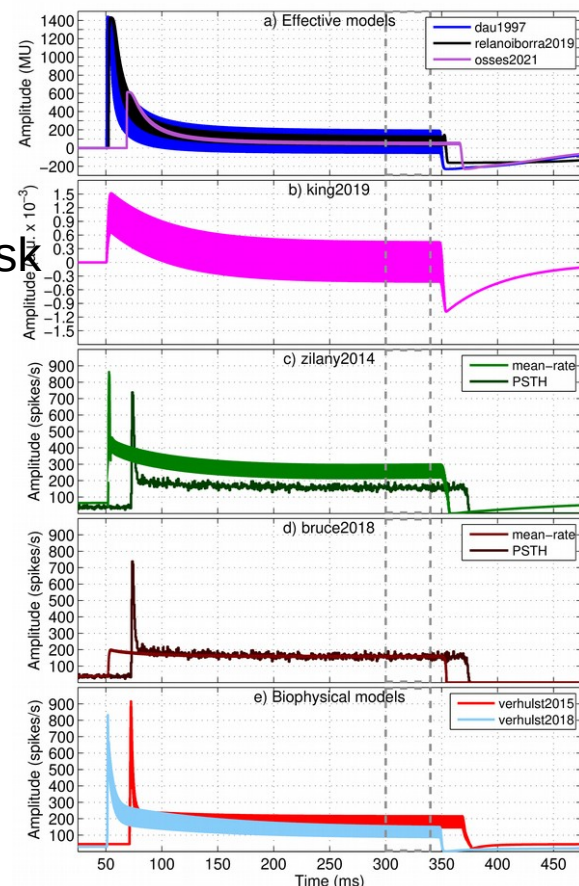 a) Effective models
dau1997
relanoiborra2019
osses2021
Amplitude (MU)
1400
1200
1000
800
600
400
200
0
−200
b) king2019
sk
1.5
1.2
0.9
0.6
0.3
0.0
−0.3
−0.6
−0.9
−1.2
−1.5
Amplitude u. x 10−3)
c) zilany2014
mean−rate
PSTH
Amplitude (spikes/s)
900
800
700
600
500
400
300
200
100
d) bruce2018
mean−rate
PSTH
Amplitude (spikes/s)
900
800
700
600
500
400
300
200
100
e) Biophysical models
verhulst2015
verhulst2018
Amplitude (spikes/s)
900
800
700
600
500
400
300
200
100
50 100 150 200 250 300 350 400 450
Time (ms)